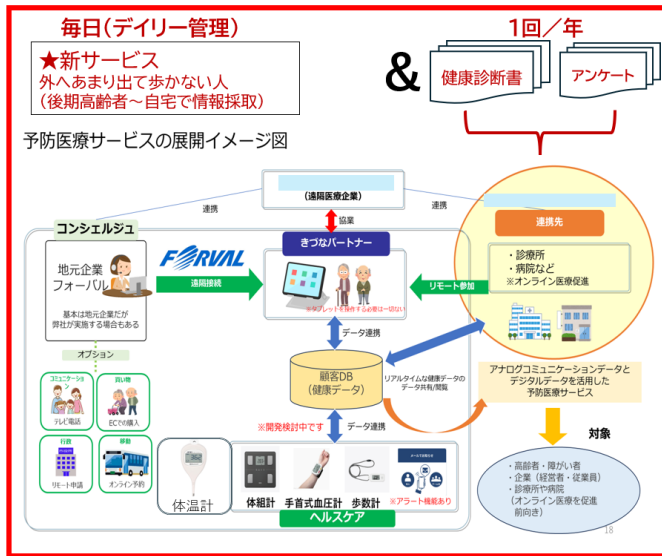 毎日(デイリー管理)
★新サービス
外へあまり出て歩かない人
(後期高齢者～自宅で情報採取)
&
1回／年
健康診断書
アンケート
予防医療サービスの展開イメージ図
(遠隔医療企業)
連携
連携
協業
コンシェルジュ
地元企業
フォーバル
基本は地元企業だが
弊社が実施する場合もある
FORVAL
遠隔接続
きづなパートナー
※タブレットを操作する必要は一切ない
リモート参加
連携先
・診療所
・病院など
※オンライン医療促進
オプション
コミュニケーション
テレビ電話
買い物
ECでの購入
行政
リモート申請
移動
オンライン予約
データ連携
顧客DB
(健康データ)
リアルタイムな健康データの
データ共有/閲覧
※開発検討中です
データ連携
体温計
体組計
手首式血圧計
歩数計
メールでお知らせ
※アラート機能あり
ヘルスケア
アナログコミュニケーションデータと
デジタルデータを活用した
予防医療サービス
対象
・高齢者・障がい者
・企業(経営者・従業員)
・診療所や病院
(オンライン医療を促進
前向き)
18